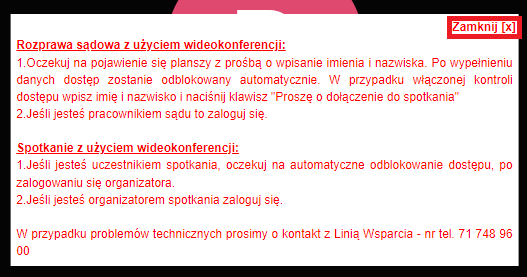 Zamknij [x]
Rozprawa sądowa z użyciem wideokonferencji:
1.Oczekuj na pojawienie się planszy z prośbą o wpisanie imienia i nazwiska. Po wypełnieniu
danych dostęp zostanie odblokowany automatycznie. W przypadku włączonej kontroli
dostępu wpisz imię i nazwisko i naciśnij klawisz "Proszę o dołączenie do spotkania"
2.Jeśli jesteś pracownikiem sądu to zaloguj się.
Spotkanie z użyciem wideokonferencji:
1.Jeśli jesteś uczestnikiem spotkania, oczekuj na automatyczne odblokowanie dostępu, po
zalogowaniu się organizatora.
2.Jeśli jesteś organizatorem spotkania zaloguj się.
W przypadku problemów technicznych prosimy o kontakt z Linią Wsparcia - nr tel. 71 748 96
00